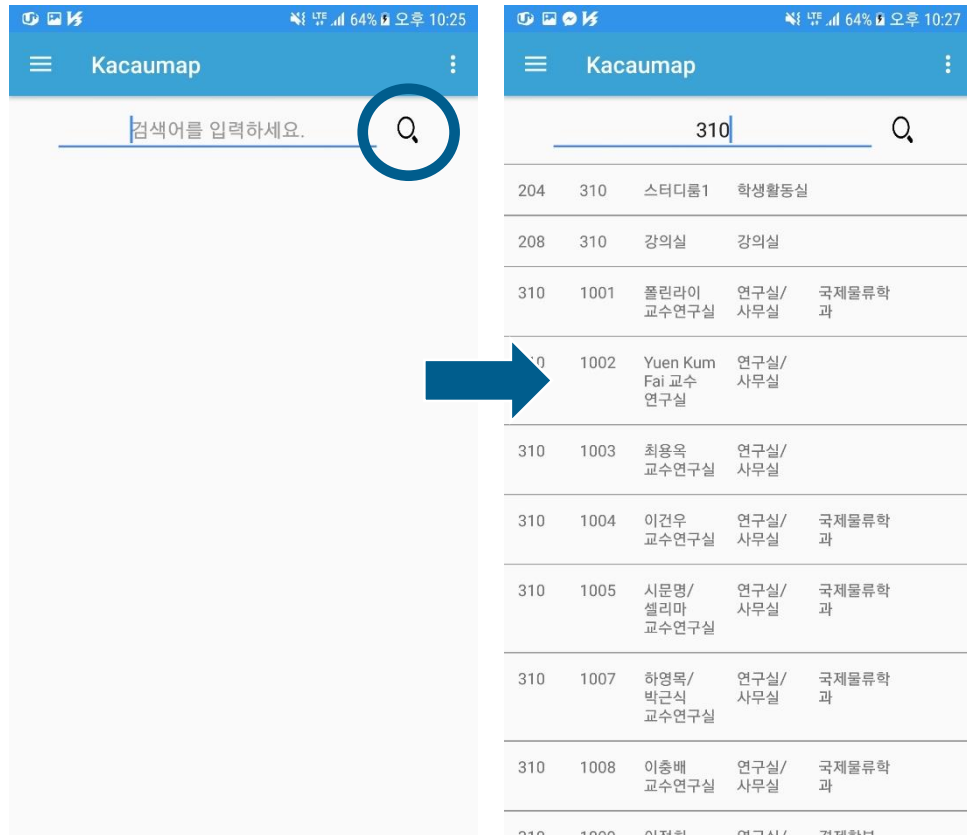 64% 오후 10:25
Kacaumap
검색어를 입력하세요.
64% 오후 10:27
Kacaumap
310
204 310 스터디룸1 학생활동실
208 310 강의실 강의실
310 1001 폴린라이 연구실/ 국제물류학
교수연구실 사무실 과
1002 Yuen Kum 연구실/
Fai 교수 사무실
연구실
310 1003 최용옥 연구실/
교수연구실 사무실
310 1004 이건우 연구실/ 국제물류학
교수연구실 사무실 과
310 1005 시문명/ 연구실/ 국제물류학
셀리마 사무실 과
교수연구실
310 1007 하영목/ 연구실/ 국제물류학
박근식 사무실 과
교수연구실
310 1008 이충배 연구실/ 국제물류학
교수연구실 사무실 과